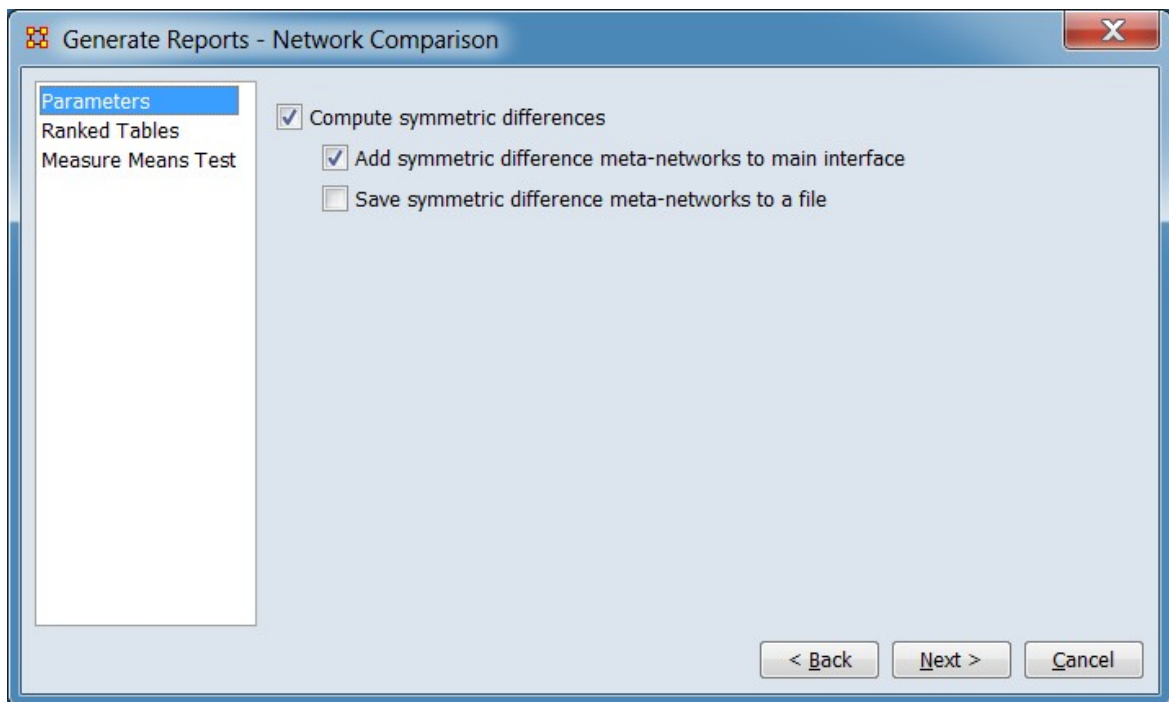 Generate Reports - Network Comparison
X
Parameters
Ranked Tables
Measure Means Test
Compute symmetric differences
Add symmetric difference meta-networks to main interface
Save symmetric difference meta-networks to a file
< Back
Next >
Cancel